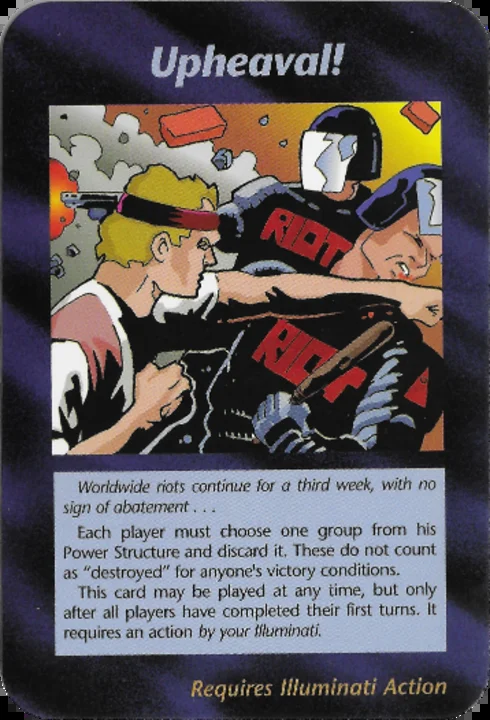 Upheaval!
RIOT
RIOT
Worldwide riots continue for a third week, with no
sign of abatement . . .
Each player must choose one group from his
Power Structure and discard it. These do not count
as “destroyed” for anyone's victory conditions.
This card may be played at any time, but only
after all players have completed their first turns. It
requires an action by your Illuminati.
Requires Illuminati Action